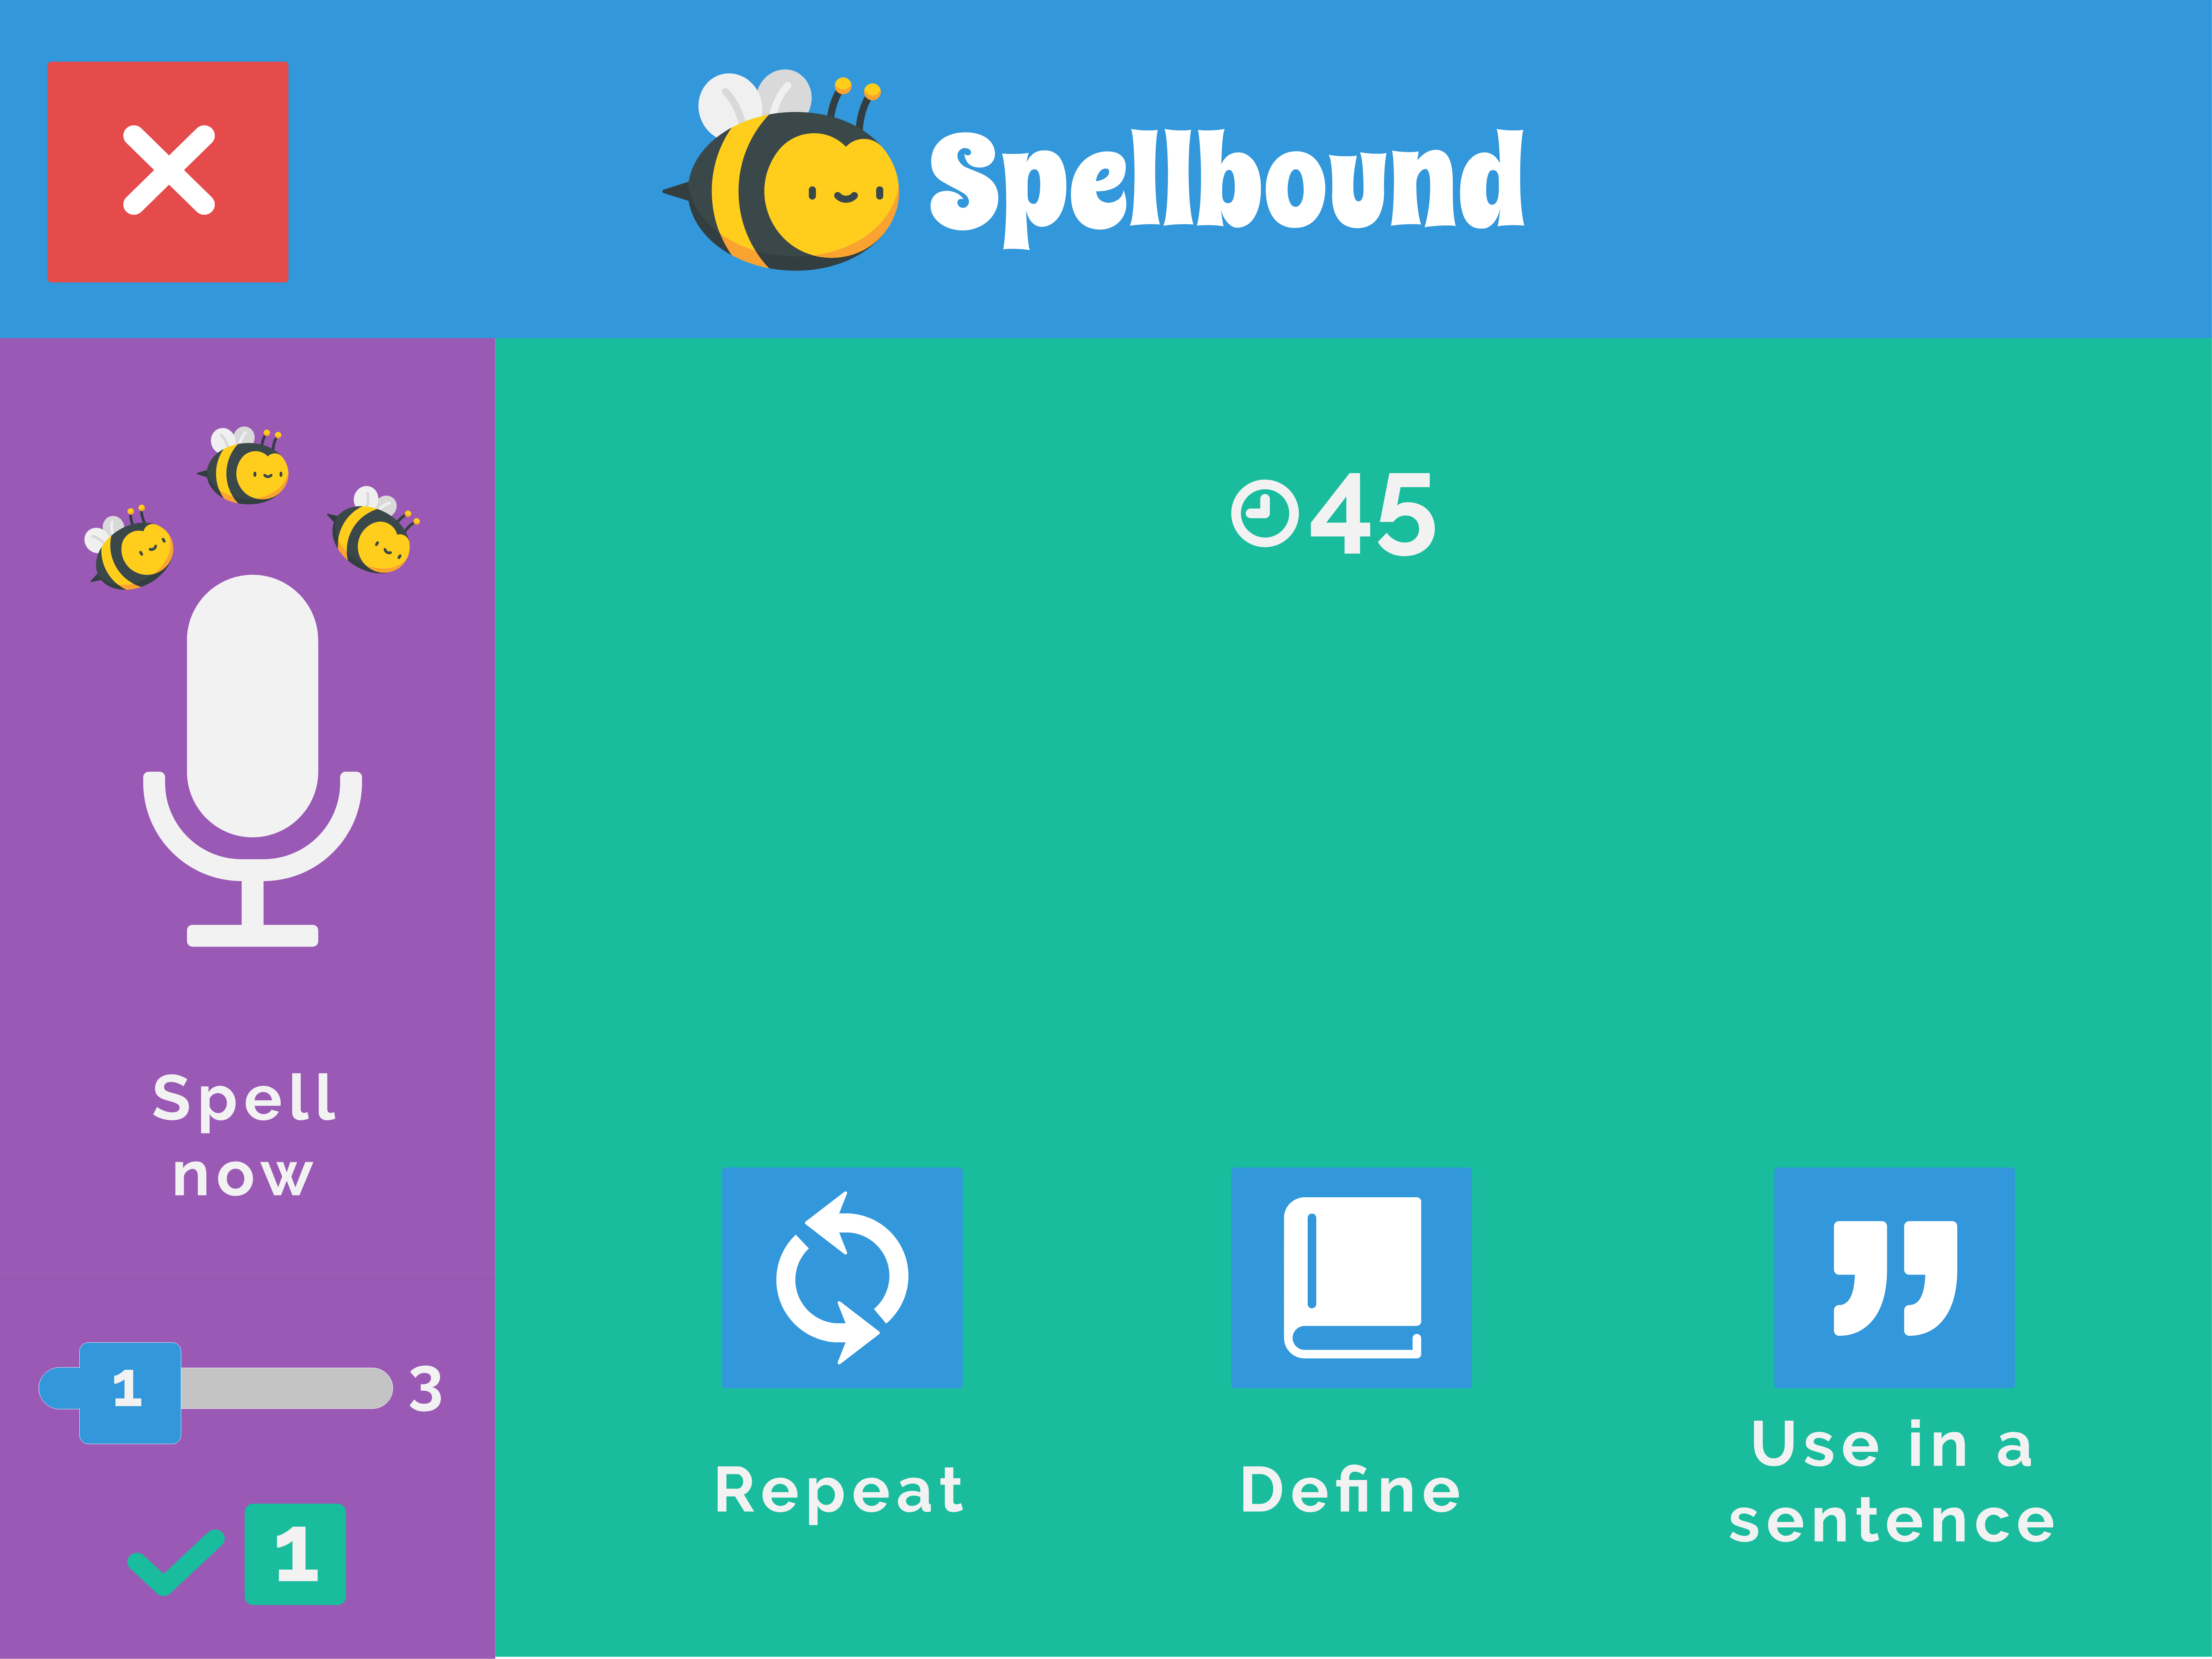 Spellbound
45
Spell
now
1
3
1
Repeat
Define
Use in a
sentence